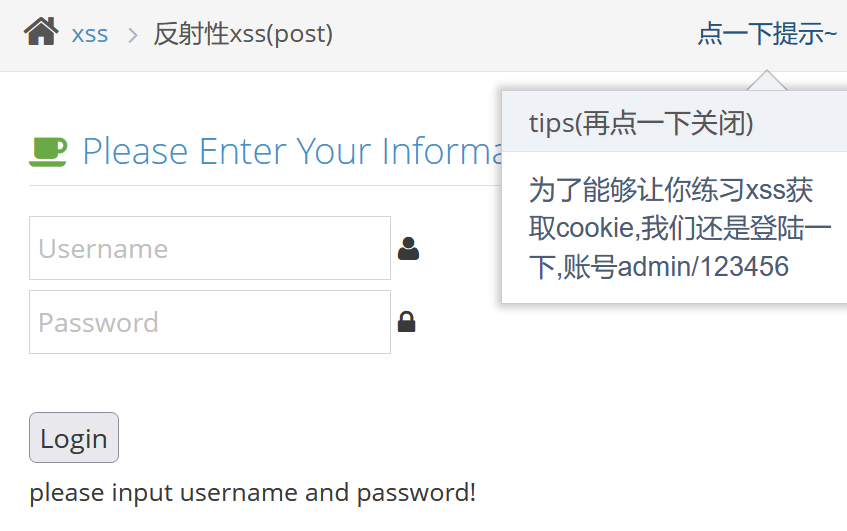 xss > 反射性xss(post)
点一下提示~
tips(再点一下关闭)
为了能够让你练习xss获
取cookie,我们还是登陆一
下,账号admin/123456
Please Enter Your Informa
Username
Password
Login
please input username and password!